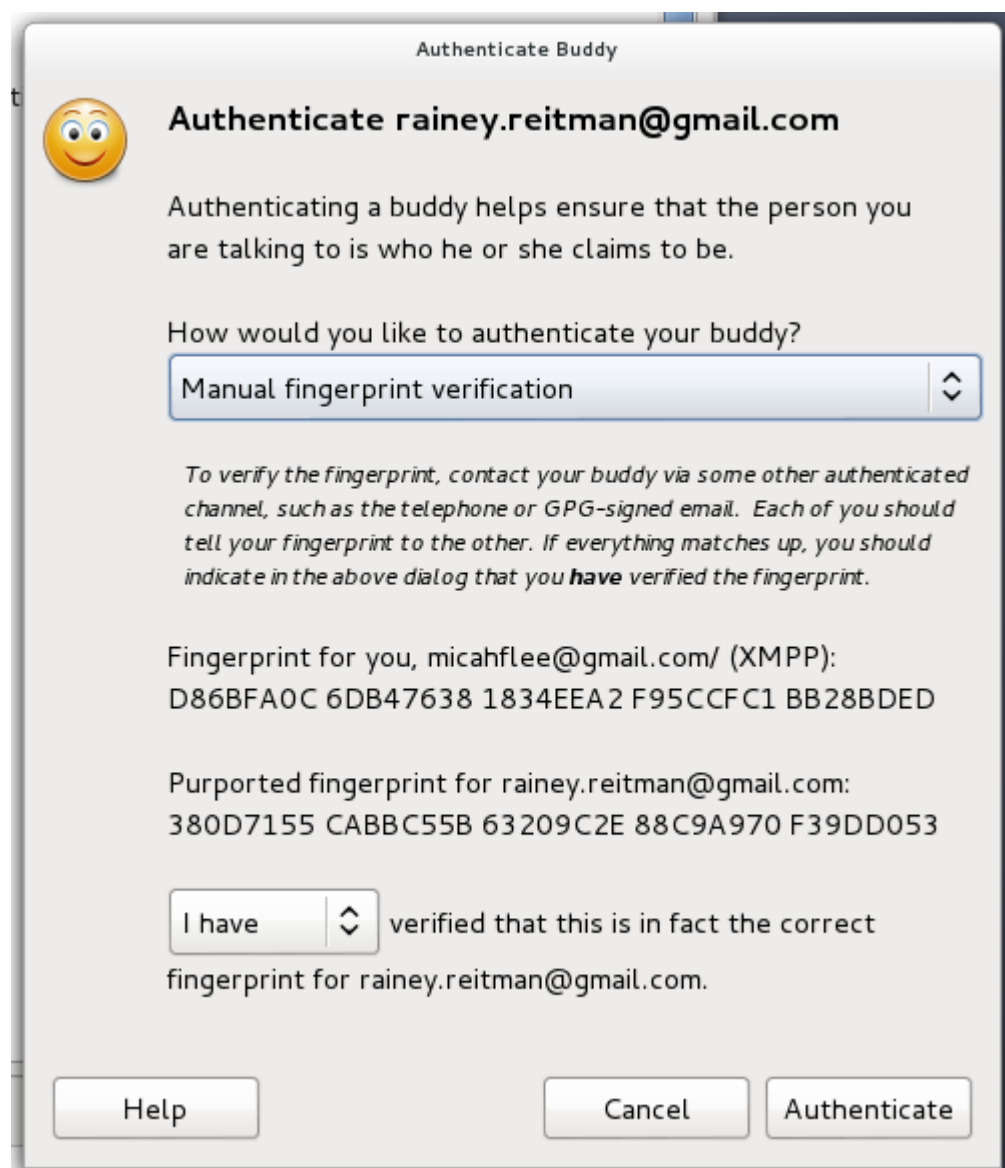 Authenticate Buddy
t
Authenticate rainey.reitman@gmail.com
Authenticating a buddy helps ensure that the person you
are talking to is who he or she claims to be.
How would you like to authenticate your buddy?
Manual fingerprint verification
To verify the fingerprint, contact your buddy via some other authenticated
channel, such as the telephone or GPG-signed email. Each of you should
tell your fingerprint to the other. If everything matches up, you should
indicate in the above dialog that you have verified the fingerprint.
Fingerprint for you, micahflee@gmail.com/ (XMPP):
D86BFA0C 6DB47638 1834EEA2 F95CCFC1 BB28BDED
Purported fingerprint for rainey.reitman@gmail.com:
380D7155 CABBC55B 63209C2E 88C9A970 F39DD053
I have verified that this is in fact the correct
fingerprint for rainey.reitman@gmail.com.
Help Cancel Authenticate